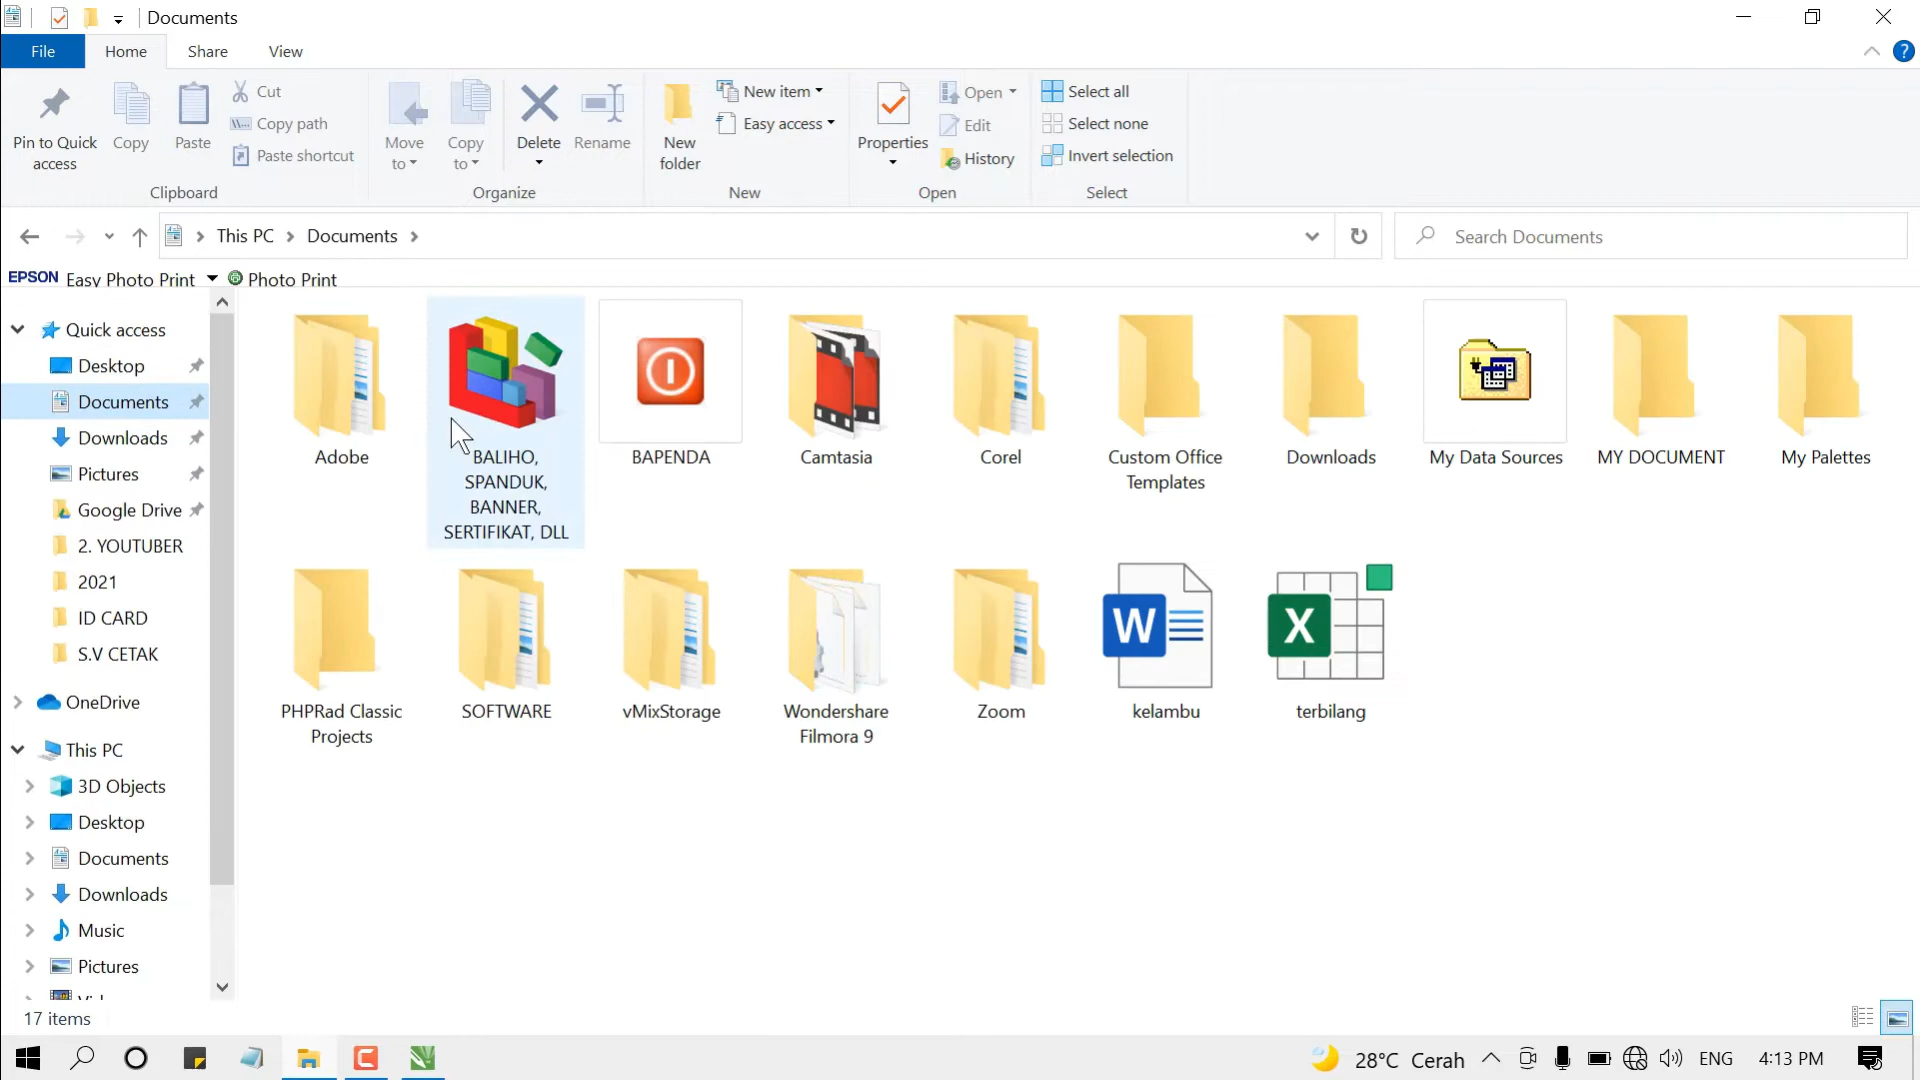 Documents
File Home Share View
Pin to Quick access
Copy
Paste
Cut
Copy path
Paste shortcut
Clipboard
Move to
Copy to
Delete
Rename
Organize
New folder
New item
Easy access
New
Properties
Open
Edit
History
Open
Select all
Select none
Invert selection
Select
This PC Documents
Search Documents
EPSON Easy Photo Print Photo Print
Quick access
Desktop
Documents
Downloads
Pictures
Google Drive
2. YOUTUBER
2021
ID CARD
S.V CETAK
OneDrive
This PC
3D Objects
Desktop
Documents
Downloads
Music
Pictures
Adobe
BALIHO,
SPANDUK,
BANNER,
SERTIFIKAT, DLL
BAPENDA
Camtasia
Corel
Custom Office
Templates
Downloads
My Data Sources
MY DOCUMENT
My Palettes
PHPRad Classic
Projects
SOFTWARE
vMixStorage
Wondershare
Filmora 9
Zoom
W
kelambu
X
terbilang
17 items
28°C Cerah ENG 4:13 PM